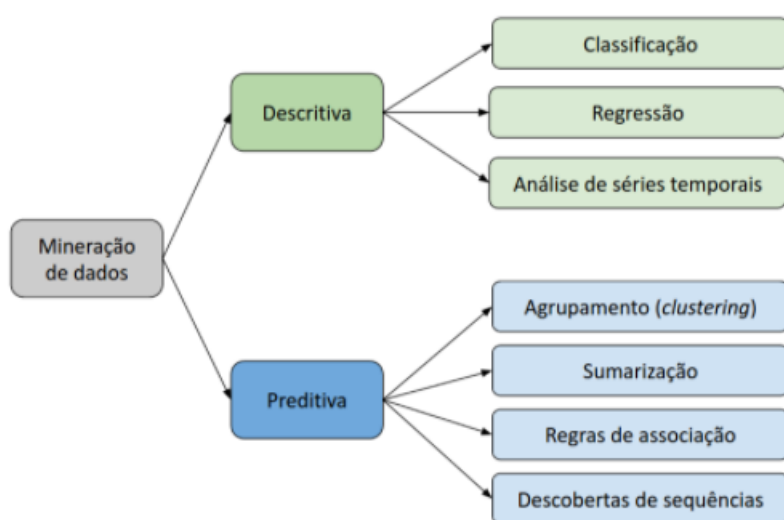 Mineração
de dados
Descritiva
Classificação
Regressão
Análise de séries temporais
Preditiva
Agrupamento (clustering)
Sumarização
Regras de associação
Descobertas de sequências